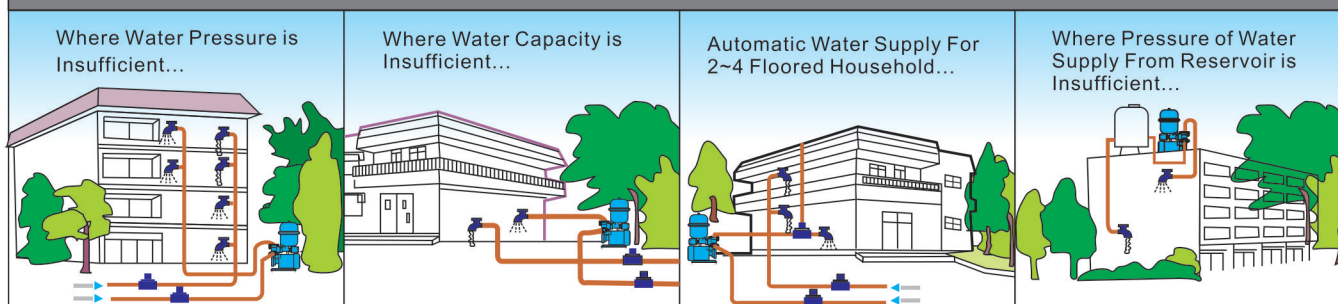 Where Water Pressure is
Insufficient...
Where Water Capacity is
Insufficient...
Automatic Water Supply For
2~4 Floored Household...
Where Pressure of Water
Supply From Reservoir is
Insufficient...